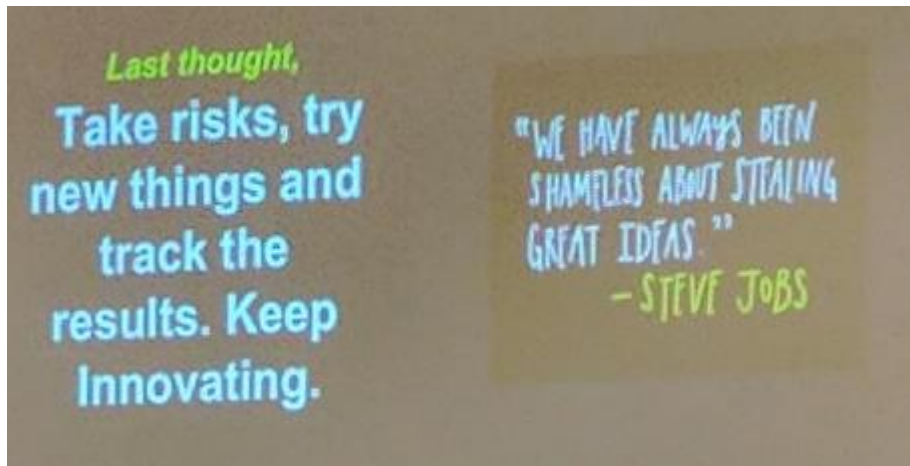 Last thought,
Take risks, try
new things and
track the
results. Keep
Innovating.
"WE HAVE ALWAYS BEEN
SHAMELESS ABOUT STEALING
GREAT IDEAS."
- STEVE JOBS